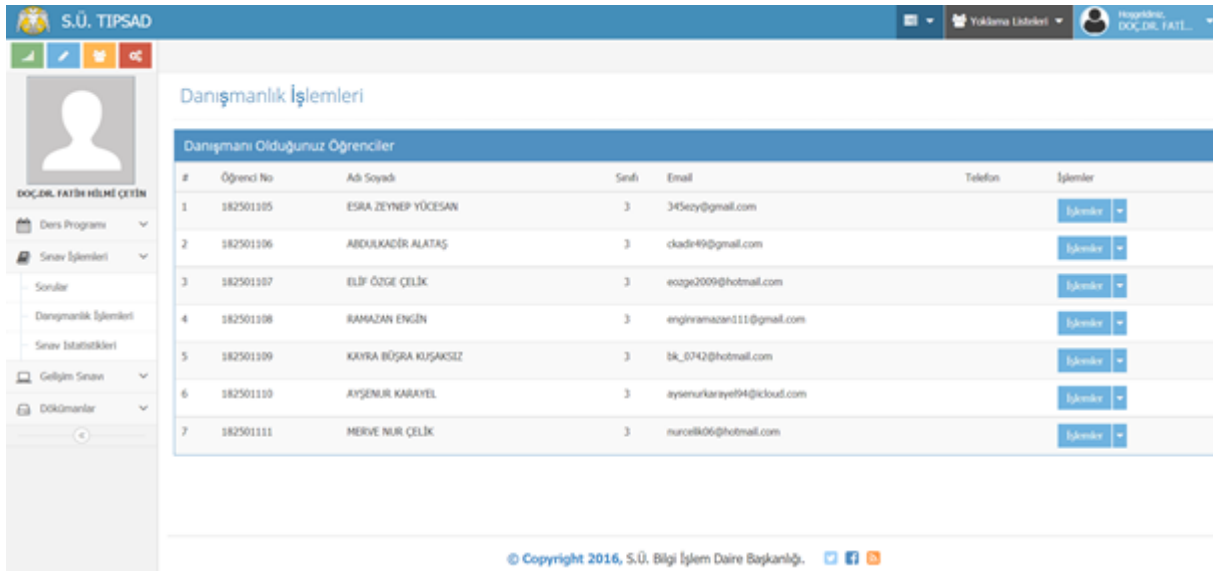 S.Ü. TIPSAD
Yoklama Listeleri
Hoşgeldiniz,
DOÇ.DR. FATİ...
Danışmanlık İşlemleri
DOÇ.DR. FATİH HİLMİ ÇETİN
Ders Programı
Sınav İşlemleri
Sorular
Danışmanlık İşlemleri
Sınav İstatistikleri
Gelişim Sınavı
Dökümanlar
Danışmanı Olduğunuz Öğrenciler
# Öğrenci No Adı Soyadı Sınıfı Email Telefon İşlemler
1 182501105 ESRA ZEYNEP YÜCESAN 3 345ezy@gmail.com İşlemler
2 182501106 ABDULKADİR ALATAŞ 3 ckadir49@gmail.com İşlemler
3 182501107 ELİF ÖZGE ÇELİK 3 eozge2009@hotmail.com İşlemler
4 182501108 RAMAZAN ENGİN 3 enginramazan111@gmail.com İşlemler
5 182501109 KAYRA BÜŞRA KUŞAKSIZ 3 bk_0742@hotmail.com İşlemler
6 182501110 AYŞENUR KARAYEL 3 aysenurkarayel94@icloud.com İşlemler
7 182501111 MERVE NUR ÇELİK 3 nurcelik06@hotmail.com İşlemler
© Copyright 2016, S.Ü. Bilgi İşlem Daire Başkanlığı.